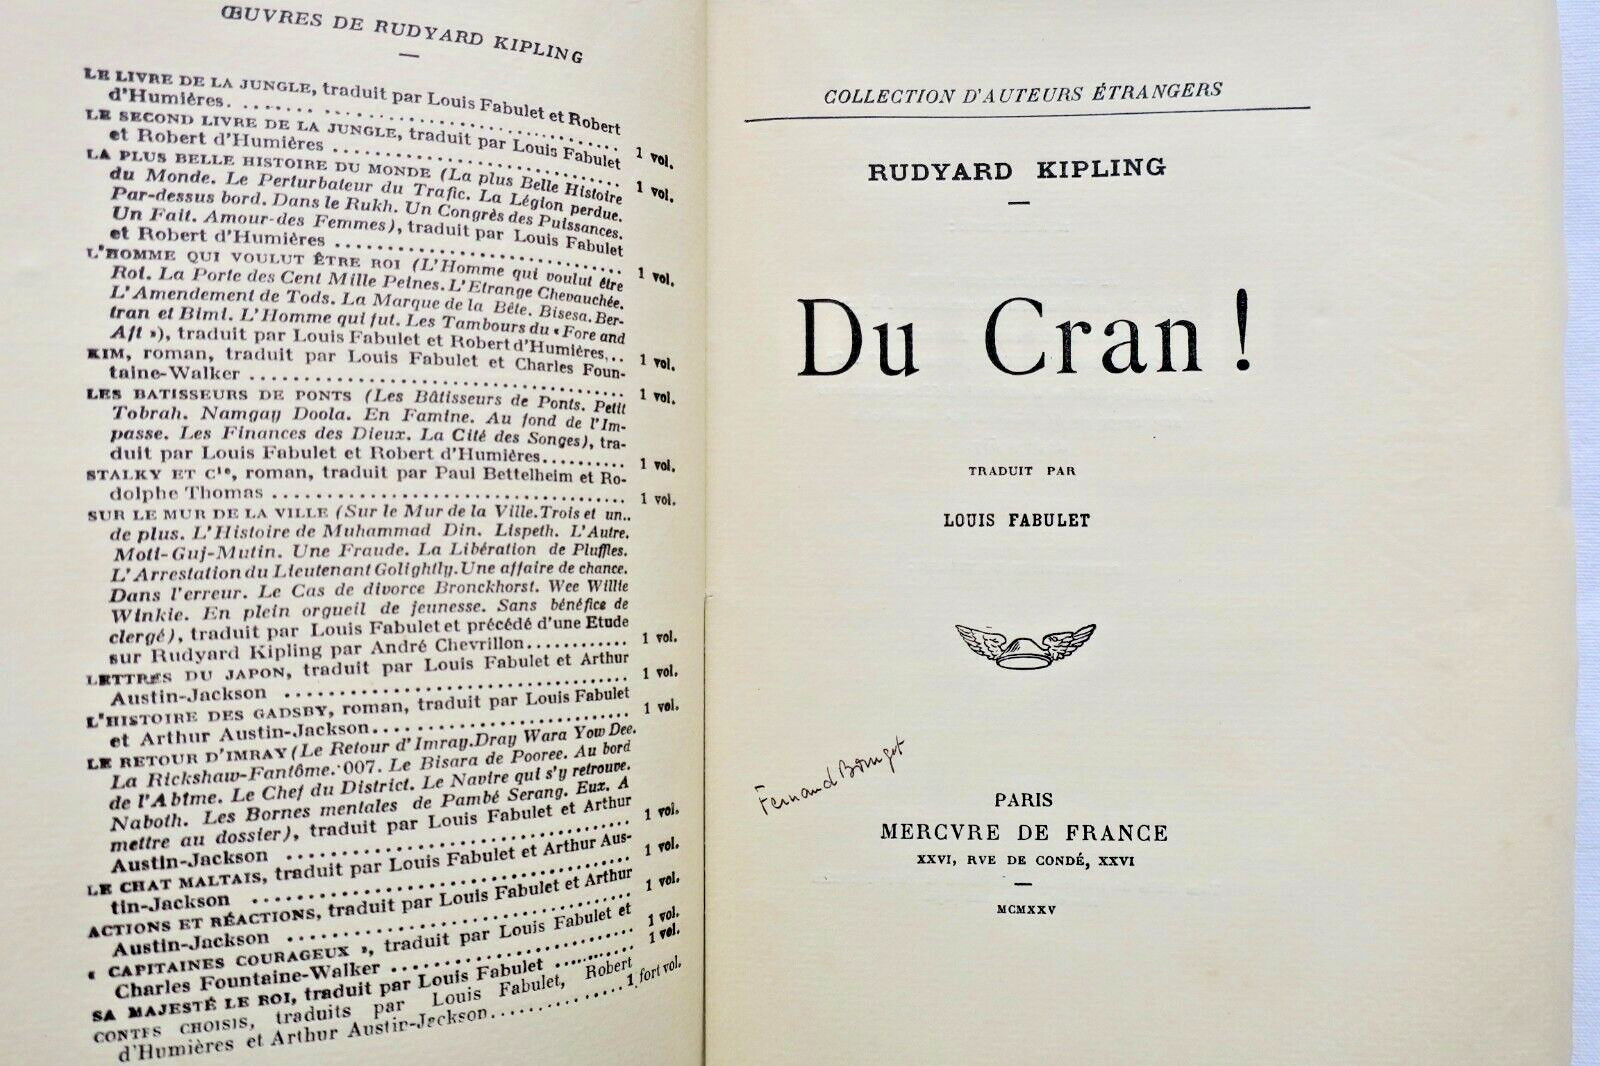 ŒUVRES DE RUDYARD KIPLING
LE LIVRE DE LA JUNGLE, traduit par Louis Fabulet et Robert
d'Humières. . . . . . . . . . . . . . . . . . . . . . . . . . . . . . 1 vol.
LE SECOND LIVRE DE LA JUNGLE, traduit par Louis Fabulet
et Robert d'Humières . . . . . . . . . . . . . . . . . . . . . . 1 vol.
LA PLUS BELLE HISTOIRE DU MONDE (La plus Belle Histoire
du Monde. Le Perturbateur du Trafic. La Légion perdue.
Par-dessus bord. Dans le Rukh. Un Congrès des Puissances.
Un Fait. Amour-des Femmes), traduit par Louis Fabulet
et Robert d'Humières . . . . . . . . . . . . . . . . . . . . . . 1 vol.
L'HOMME QUI VOULUT ÊTRE ROI (L'Homme qui voulut être
Roi. La Porte des Cent Mille Peines. L'Etrange Chevauchée.
L'Amendement de Tods. La Marque de la Bête. Bisesa. Ber-
tran et Bimi. L'Homme qui fut. Les Tambours du « Fore and
Aft »), traduit par Louis Fabulet et Robert d'Humières... 1 vol.
KIM, roman, traduit par Louis Fabulet et Charles Foun-
taine-Walker . . . . . . . . . . . . . . . . . . . . . . . . . . . . 1 vol.
LES BATISSEURS DE PONTS (Les Bâtisseurs de Ponts. Petit
Tobrah. Namgay Doola. En Famine. Au fond de l'Im-
passe. Les Finances des Dieux. La Cité des Songes), tra-
duit par Louis Fabulet et Robert d'Humières.......... 1 vol.
STALKY ET Cie, roman, traduit par Paul Bettelheim et Ro-
dolphe Thomas . . . . . . . . . . . . . . . . . . . . . . . . . . 1 vol.
SUR LE MUR DE LA VILLE (Sur le Mur de la Ville. Trois et un..
de plus. L'Histoire de Muhammad Din. Lispeth. L'Autre.
Moti-Guj-Mutin. Une Fraude. La Libération de Pluffles.
L'Arrestation du Lieutenant Golightly. Une affaire de chance.
Dans l'erreur. Le Cas de divorce Bronckhorst. Wee Willie
Winkie. En plein orgueil de jeunesse. Sans bénéfice de
clergé), traduit par Louis Fabulet et précédé d'une Etude
sur Rudyard Kipling par André Chevrillon............ 1 vol.
LETTRES DU JAPON, traduit par Louis Fabulet et Arthur
Austin-Jackson . . . . . . . . . . . . . . . . . . . . . . . . . . 1 vol.
L'HISTOIRE DES GADSBY, roman, traduit par Louis Fabulet
et Arthur Austin-Jackson........................ 1 vol.
LE RETOUR D'IMRAY (Le Retour d'Imray. Dray Wara Yow Dee.
La Rickshaw-Fantôme. 007. Le Bisara de Pooree. Au bord
de l'Abîme. Le Chef du District. Le Navire qui s'y retrouve.
Naboth. Les Bornes mentales de Pambé Serang. Eux. A
mettre au dossier), traduit par Louis Fabulet et Arthur
Austin-Jackson . . . . . . . . . . . . . . . . . . . . . . . . . . 1 vol.
LE CHAT MALTAIS, traduit par Louis Fabulet et Arthur Aus-
tin-Jackson . . . . . . . . . . . . . . . . . . . . . . . . . . . . 1 vol.
ACTIONS ET RÉACTIONS, traduit par Louis Fabulet et Arthur
Austin-Jackson . . . . . . . . . . . . . . . . . . . . . . . . . . 1 vol.
« CAPITAINES COURAGEUX », traduit par Louis Fabulet et
Charles Fountaine-Walker . . . . . . . . . . . . . . . . . . . 1 vol.
SA MAJESTÉ LE ROI, traduit par Louis Fabulet . . . . . . . . . 1 vol.
CONTES CHOISIS, traduits par Louis Fabulet, Robert
d'Humières et Arthur Austin-Jackson.............. 1 fort vol.
COLLECTION D'AUTEURS ÉTRANGERS
RUDYARD KIPLING
Du Cran !
TRADUIT PAR
LOUIS FABULET
Fernand Bourget
PARIS
MERCVRE DE FRANCE
XXVI, RVE DE CONDÉ, XXVI
MCMXXV